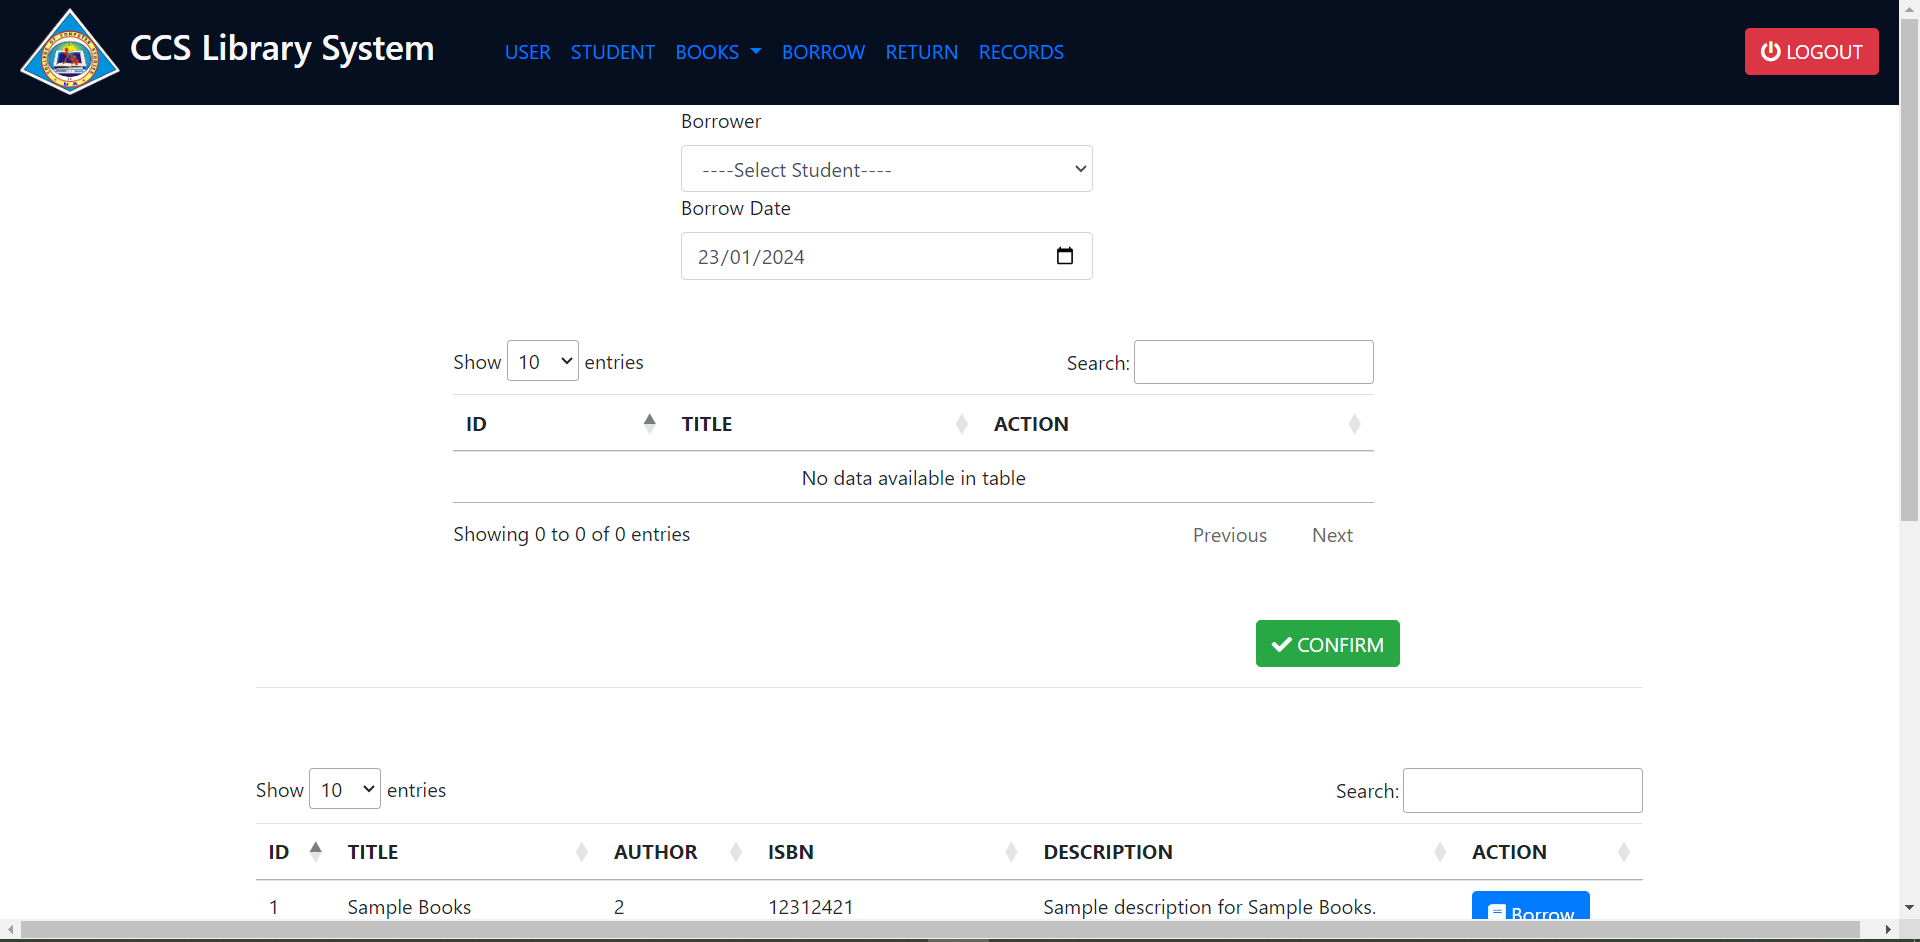 CCS Library System
USER STUDENT BOOKS BORROW RETURN RECORDS
LOGOUT
Borrower
----Select Student----
Borrow Date
23/01/2024
Show 10 entries
Search:
ID TITLE ACTION
No data available in table
Showing 0 to 0 of 0 entries
Previous Next
CONFIRM
Show 10 entries
Search:
ID TITLE AUTHOR ISBN DESCRIPTION ACTION
1 Sample Books 2 12312421 Sample description for Sample Books. Borrow